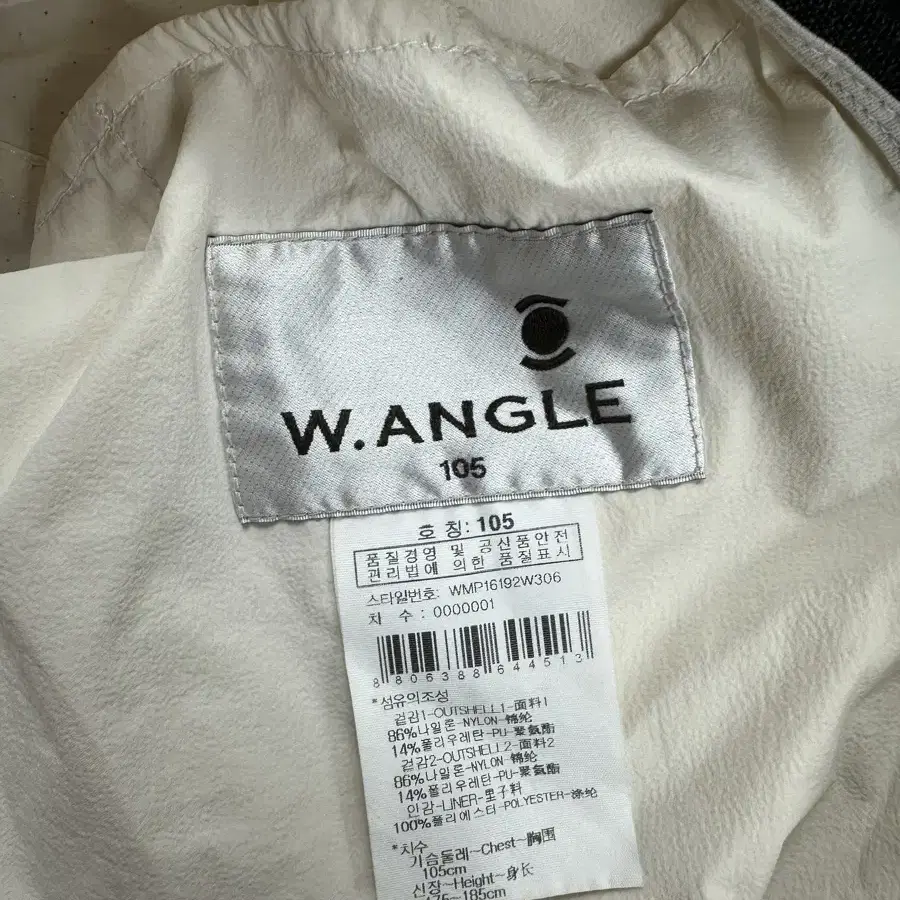 W.ANGLE
105
호 칭: 105
품질경영 및 공산품안전
관리법에 의한 품질표시
스타일번호: WMP16192W306
차 수 : 0000001
8806388644513
*섬유의조성
겉감1-OUTSHELL1-面料1
86%나일론-NYLON-锦纶
14%폴리우레탄-PU-聚氨酯
겉감2-OUTSHELL2-面料2
86%나일론-NYLON-锦纶
14%폴리우레탄-PU-聚氨酯
안감-LINER-里子料
100%폴리에스터-POLYESTER-涤纶
*치수
가슴둘레~Chest~胸围
105cm
신장~Height~身长
175~185cm